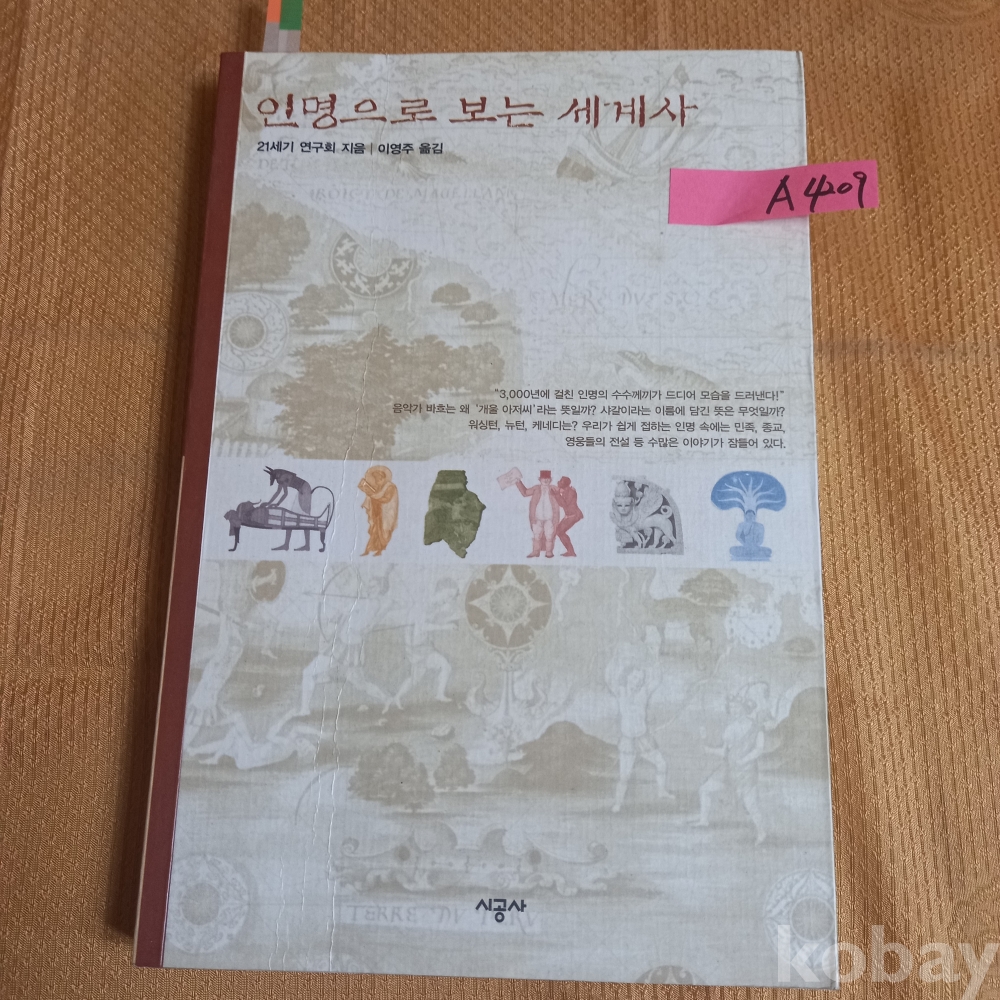 인명으로 보는 세계사
21세기 연구회 지음 | 이영주 옮김
A4209
"3,000년에 걸친 인명의 수수께끼가 드디어 모습을 드러낸다!"
음악가 바흐는 왜 '개울 아저씨'라는 뜻일까? 샤갈이라는 이름에 담긴 뜻은 무엇일까?
워싱턴, 뉴턴, 케네디는? 우리가 쉽게 접하는 인명 속에는 민족, 종교,
영웅들의 전설 등 수많은 이야기가 잠들어 있다.
TERRE DV
시공사
kobay